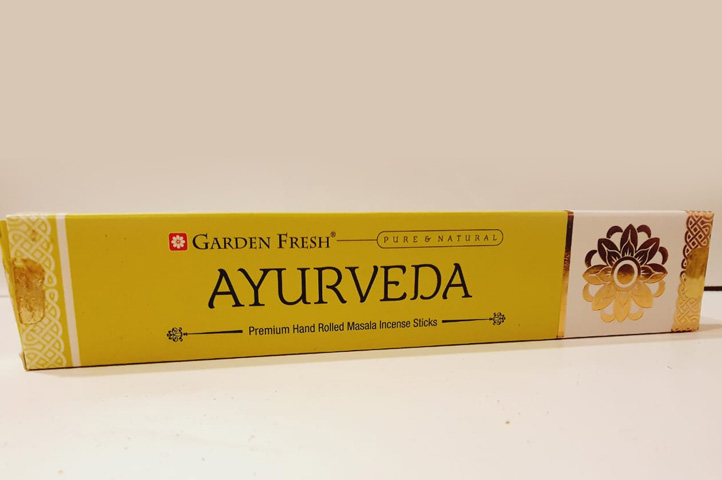 GARDEN FRESH® PURE & NATURAL
AYURVEDA
Premium Hand Rolled Masala Incense Sticks